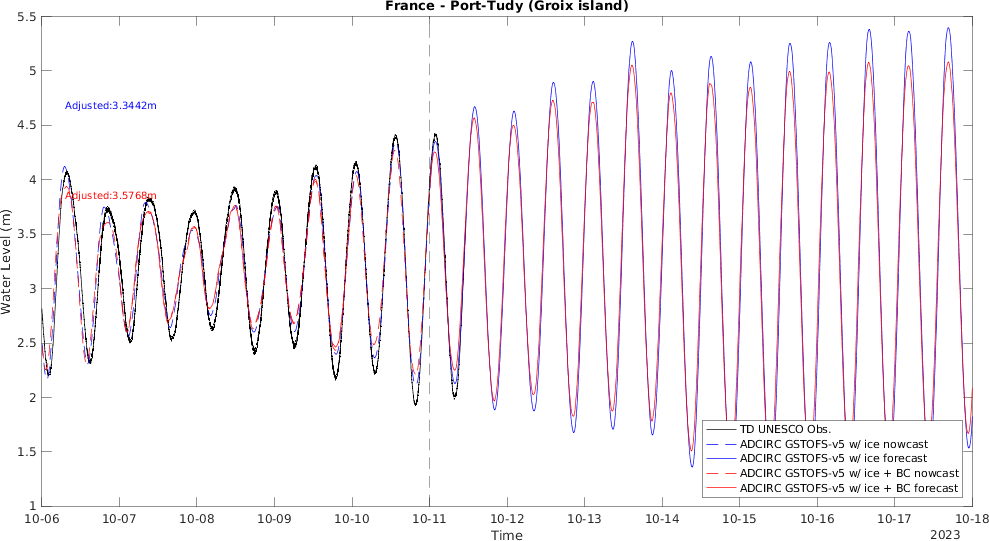 France - Port-Tudy (Groix island)
5.5
5
4.5
4
3.5
3
2.5
2
1.5
1
Water Level (m)
Adjusted:3.3442m
Adjusted:3.5768m
TD UNESCO Obs.
ADCIRC GSTOFS-v5 w/ ice nowcast
ADCIRC GSTOFS-v5 w/ ice forecast
ADCIRC GSTOFS-v5 w/ ice + BC nowcast
ADCIRC GSTOFS-v5 w/ ice + BC forecast
10-06 10-07 10-08 10-09 10-10 10-11 10-12 10-13 10-14 10-15 10-16 10-17 10-18
Time
2023